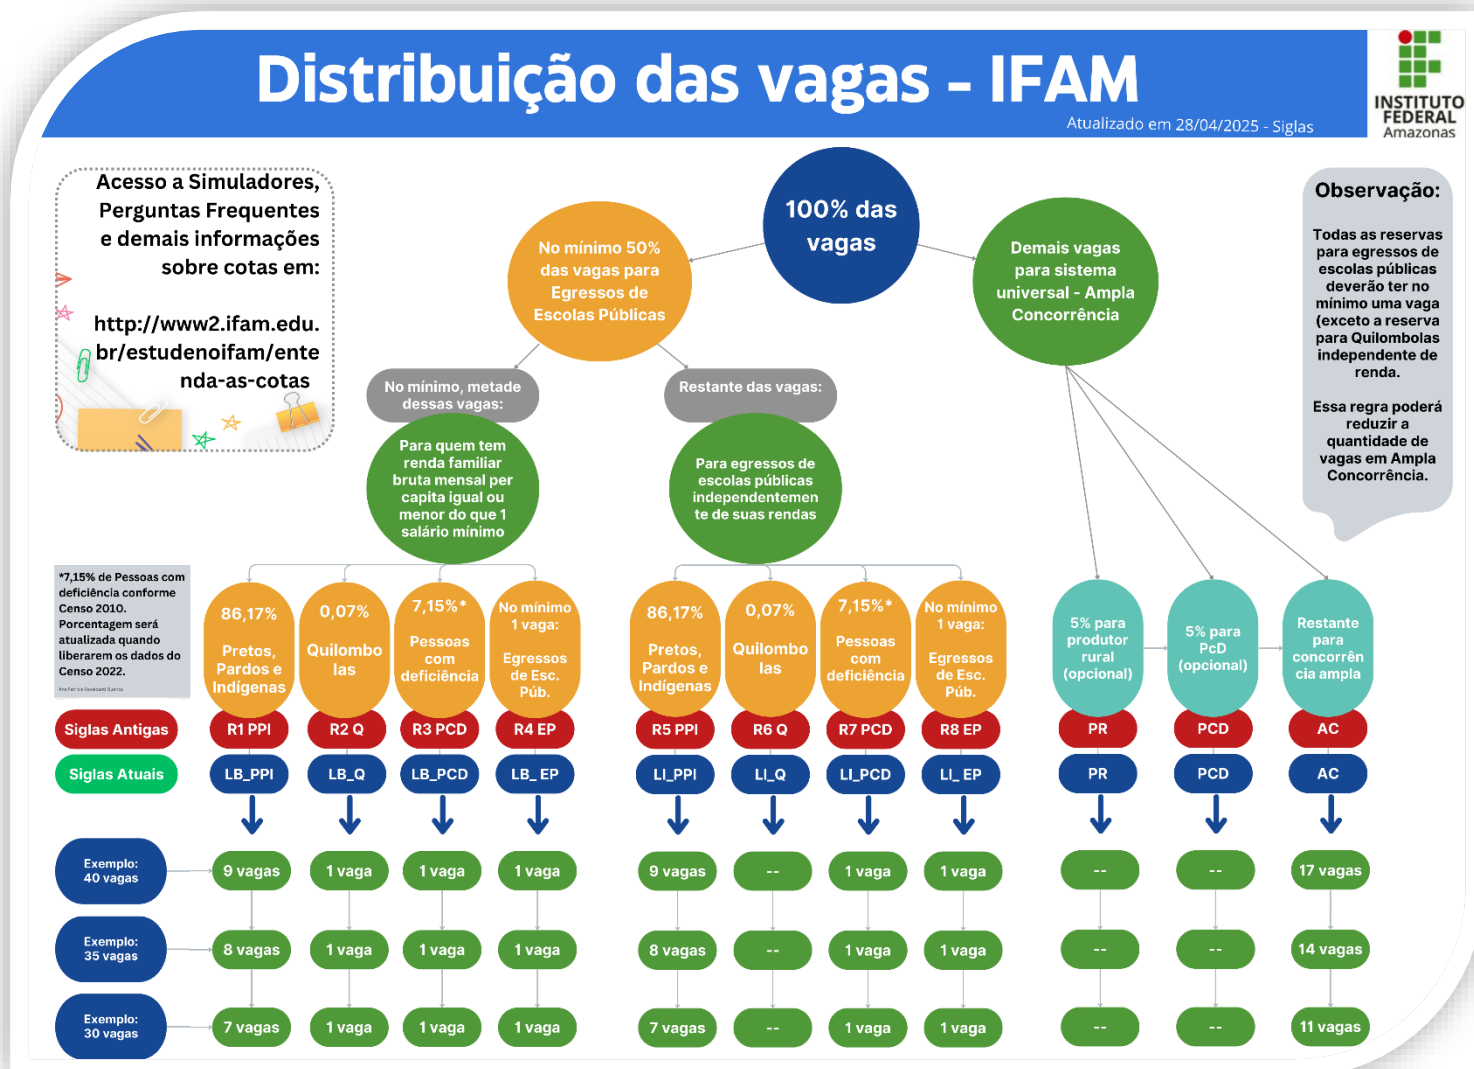 Distribuição das vagas - IFAM
Atualizado em 28/04/2025 - Siglas
INSTITUTO
FEDERAL
Amazonas
Acesso a Simuladores,
Perguntas Frequentes
e demais informações
sobre cotas em:
http://www2.ifam.edu.
br/estudenoifam/ente
nda-as-cotas
100% das
vagas
No mínimo 50%
das vagas para
Egressos de
Escolas Públicas
Demais vagas
para sistema
universal - Ampla
Concorrência
Observação:
Todas as reservas
para egressos de
escolas públicas
deverão ter no
mínimo uma vaga
(exceto a reserva
para Quilombolas
independente de
renda.
Essa regra poderá
reduzir a
quantidade de
vagas em Ampla
Concorrência.
No mínimo, metade
dessas vagas:
Restante das vagas:
Para quem tem
renda familiar
bruta mensal per
capita igual ou
menor do que 1
salário mínimo
Para egressos de
escolas públicas
independentemen
te de suas rendas
*7,15% de Pessoas com
deficiência conforme
Censo 2010.
Porcentagem será
atualizada quando
liberarem os dados do
Censo 2022.
86,17%
Pretos,
Pardos e
Indígenas
0,07%
Quilombo
las
7,15%*
Pessoas
com
deficiência
No mínimo
1 vaga:
Egressos
de Esc.
Púb.
86,17%
Pretos,
Pardos e
Indígenas
0,07%
Quilombo
las
7,15%*
Pessoas
com
deficiência
No mínimo
1 vaga:
Egressos
de Esc.
Púb.
5% para
produtor
rural
(opcional)
5% para
PcD
(opcional)
Restante
para
concorrên
cia ampla
Siglas Antigas R1 PPI R2 Q R3 PCD R4 EP R5 PPI R6 Q R7 PCD R8 EP PR PCD AC
Siglas Atuais LB_PPI LB_Q LB_PCD LB_ EP LI_PPI LI_Q LI_PCD LI_ EP PR PCD AC
Exemplo:
40 vagas
9 vagas 1 vaga 1 vaga 1 vaga 9 vagas -- 1 vaga 1 vaga -- -- 17 vagas
Exemplo:
35 vagas
8 vagas 1 vaga 1 vaga 1 vaga 8 vagas -- 1 vaga 1 vaga -- -- 14 vagas
Exemplo:
30 vagas
7 vagas 1 vaga 1 vaga 1 vaga 7 vagas -- 1 vaga 1 vaga -- -- 11 vagas